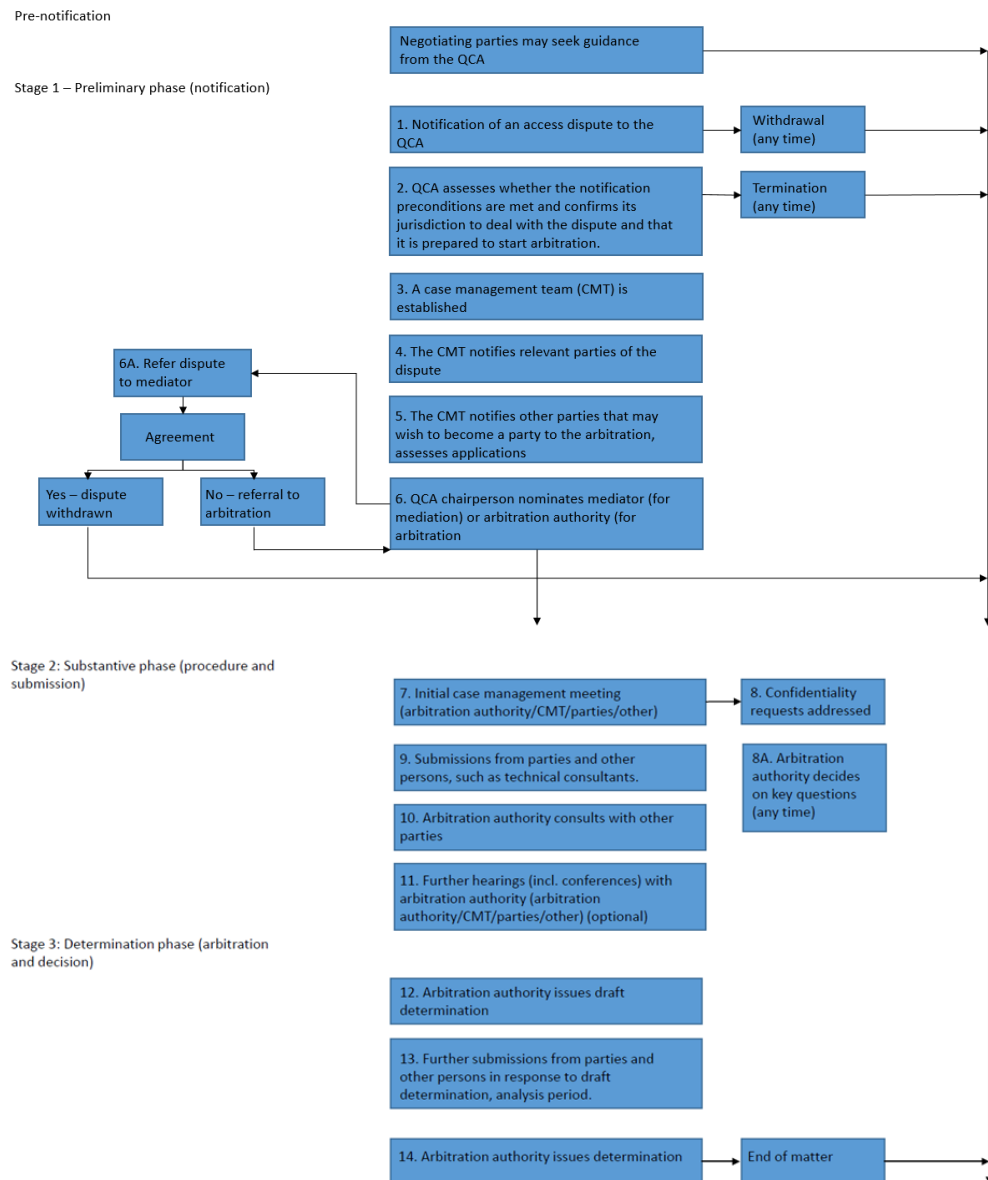 Pre-notification
Negotiating parties may seek guidance
from the QCA
Stage 1 – Preliminary phase (notification)
1. Notification of an access dispute to the
QCA
Withdrawal
(any time)
2. QCA assesses whether the notification
preconditions are met and confirms its
jurisdiction to deal with the dispute and that
it is prepared to start arbitration.
Termination
(any time)
3. A case management team (CMT) is
established
4. The CMT notifies relevant parties of the
dispute
5. The CMT notifies other parties that may
wish to become a party to the arbitration,
assesses applications
6. QCA chairperson nominates mediator (for
mediation) or arbitration authority (for
arbitration
6A. Refer dispute
to mediator
Agreement
Yes – dispute
withdrawn
No – referral to
arbitration
Stage 2: Substantive phase (procedure and
submission)
7. Initial case management meeting
(arbitration authority/CMT/parties/other)
8. Confidentiality
requests addressed
9. Submissions from parties and other
persons, such as technical consultants.
8A. Arbitration
authority decides
on key questions
(any time)
10. Arbitration authority consults with other
parties
11. Further hearings (incl. conferences) with
arbitration authority (arbitration
authority/CMT/parties/other) (optional)
Stage 3: Determination phase (arbitration
and decision)
12. Arbitration authority issues draft
determination
13. Further submissions from parties and
other persons in response to draft
determination, analysis period.
14. Arbitration authority issues determination
End of matter